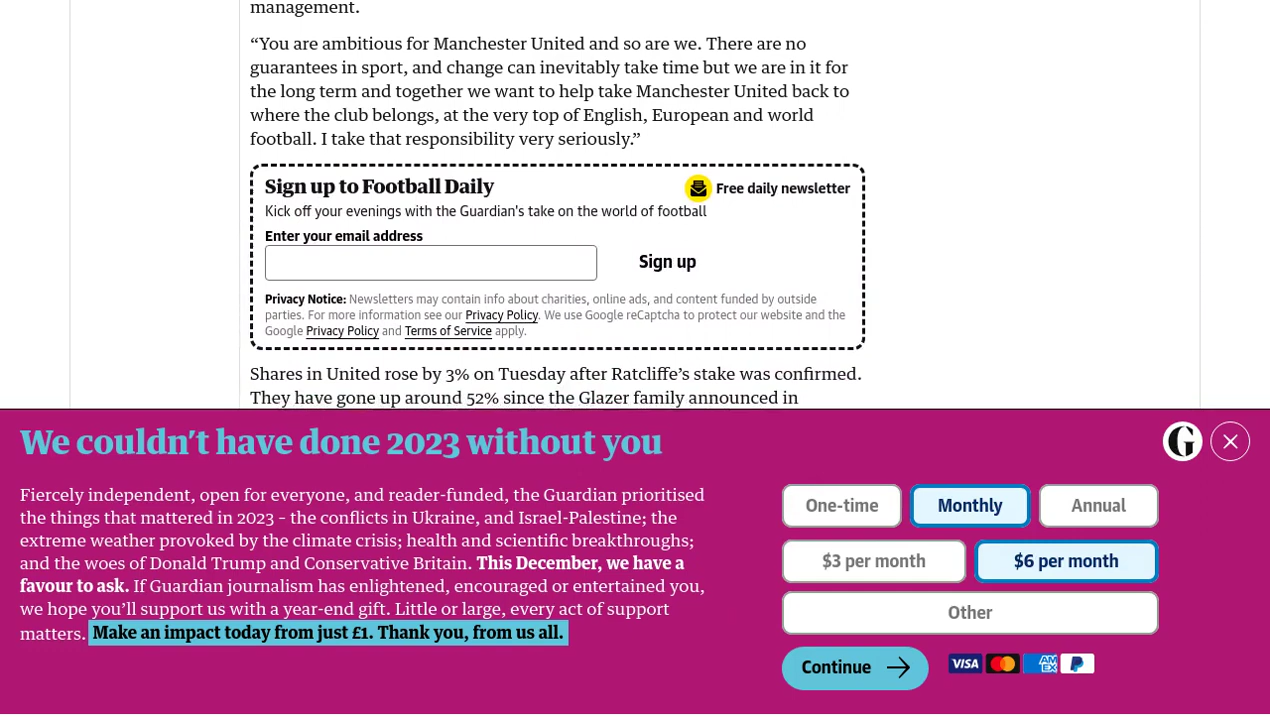 management.
“You are ambitious for Manchester United and so are we. There are no
guarantees in sport, and change can inevitably take time but we are in it for
the long term and together we want to help take Manchester United back to
where the club belongs, at the very top of English, European and world
football. I take that responsibility very seriously.”
Sign up to Football Daily
Free daily newsletter
Kick off your evenings with the Guardian's take on the world of football
Enter your email address
Sign up
Privacy Notice: Newsletters may contain info about charities, online ads, and content funded by outside
parties. For more information see our Privacy Policy. We use Google reCaptcha to protect our website and the
Google Privacy Policy and Terms of Service apply.
Shares in United rose by 3% on Tuesday after Ratcliffe’s stake was confirmed.
They have gone up around 52% since the Glazer family announced in
We couldn’t have done 2023 without you
G
Fiercely independent, open for everyone, and reader-funded, the Guardian prioritised
the things that mattered in 2023 – the conflicts in Ukraine, and Israel-Palestine; the
extreme weather provoked by the climate crisis; health and scientific breakthroughs;
and the woes of Donald Trump and Conservative Britain. This December, we have a
favour to ask. If Guardian journalism has enlightened, encouraged or entertained you,
we hope you’ll support us with a year-end gift. Little or large, every act of support
matters. Make an impact today from just £1. Thank you, from us all.
One-time
Monthly
Annual
$3 per month
$6 per month
Other
Continue
VISA
AMEX